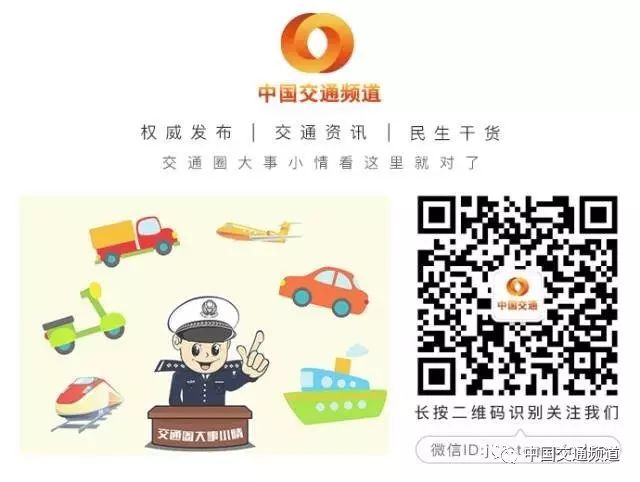 中国交通频道
权威发布 | 交通资讯 | 民生干货
交通圈大事小情看这里就对了
交通圈大事小情
中国交通
长按二维码识别关注我们
微信ID:
中国交通频道